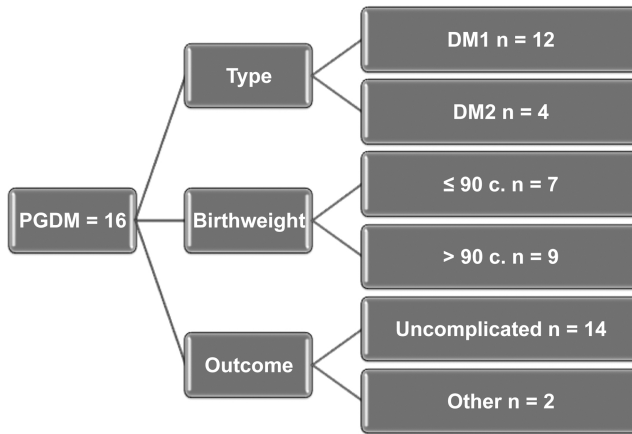 PGDM = 16
Type
DM1 n = 12
DM2 n = 4
Birthweight
≤ 90 c. n = 7
> 90 c. n = 9
Outcome
Uncomplicated n = 14
Other n = 2